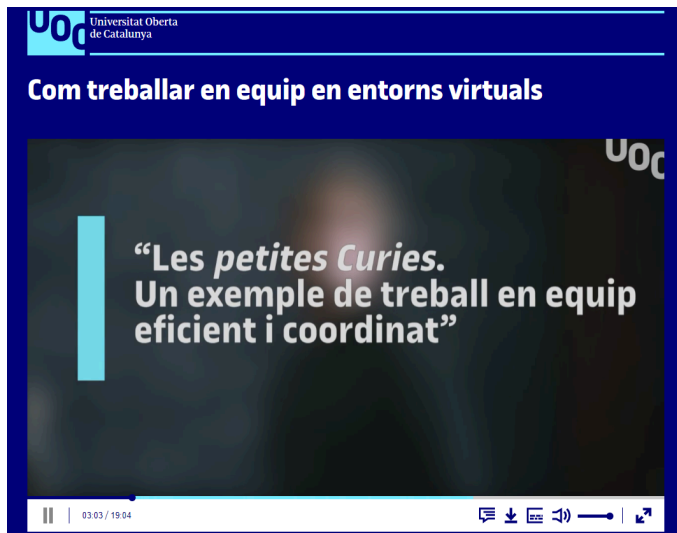 UOC
Universitat Oberta
de Catalunya
Com treballar en equip en entorns virtuals
UOC
“Les petites Curies.
Un exemple de treball en equip
eficient i coordinat”
03:03 / 19:04